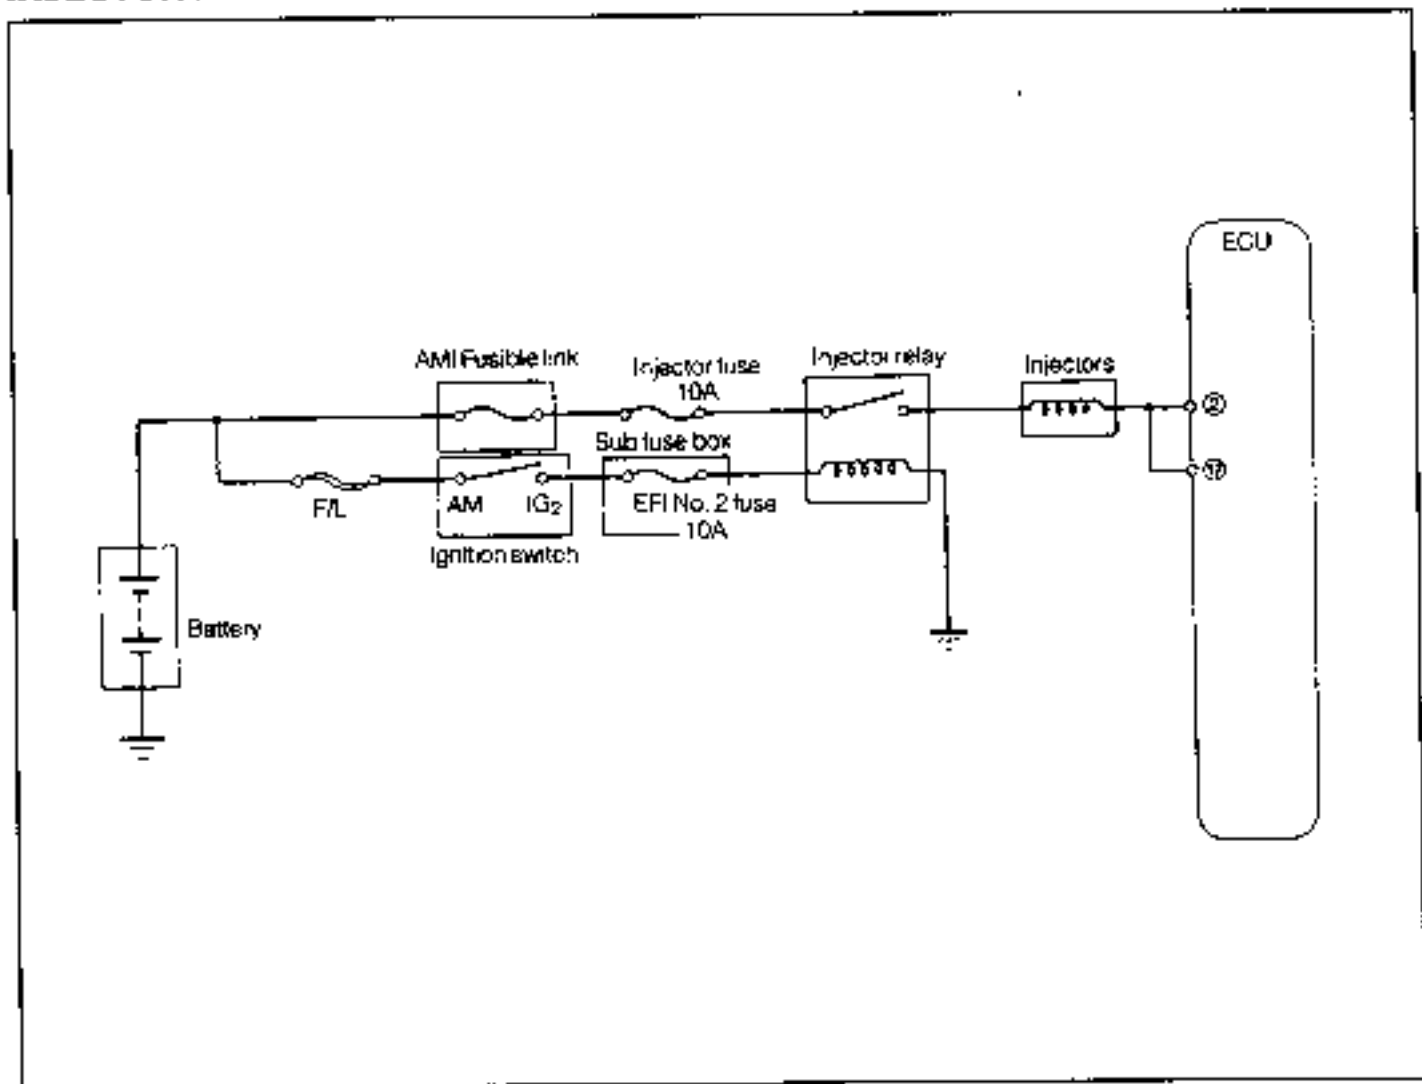 ECU
AMI Fusible link
Injector fuse
10A
Injector relay
Injectors
②
Sub fuse box
⑰
F/L
AM
IG₂
EFI No. 2 fuse
10A
Ignition switch
Battery